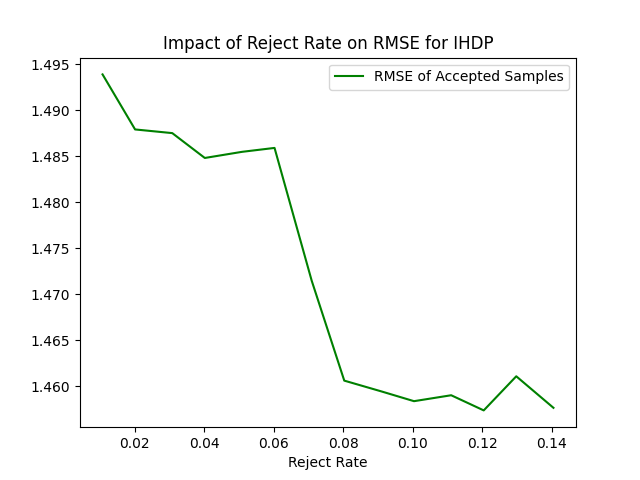 Impact of Reject Rate on RMSE for IHDP
RMSE of Accepted Samples
1.495
1.490
1.485
1.480
1.475
1.470
1.465
1.460
0.02 0.04 0.06 0.08 0.10 0.12 0.14
Reject Rate